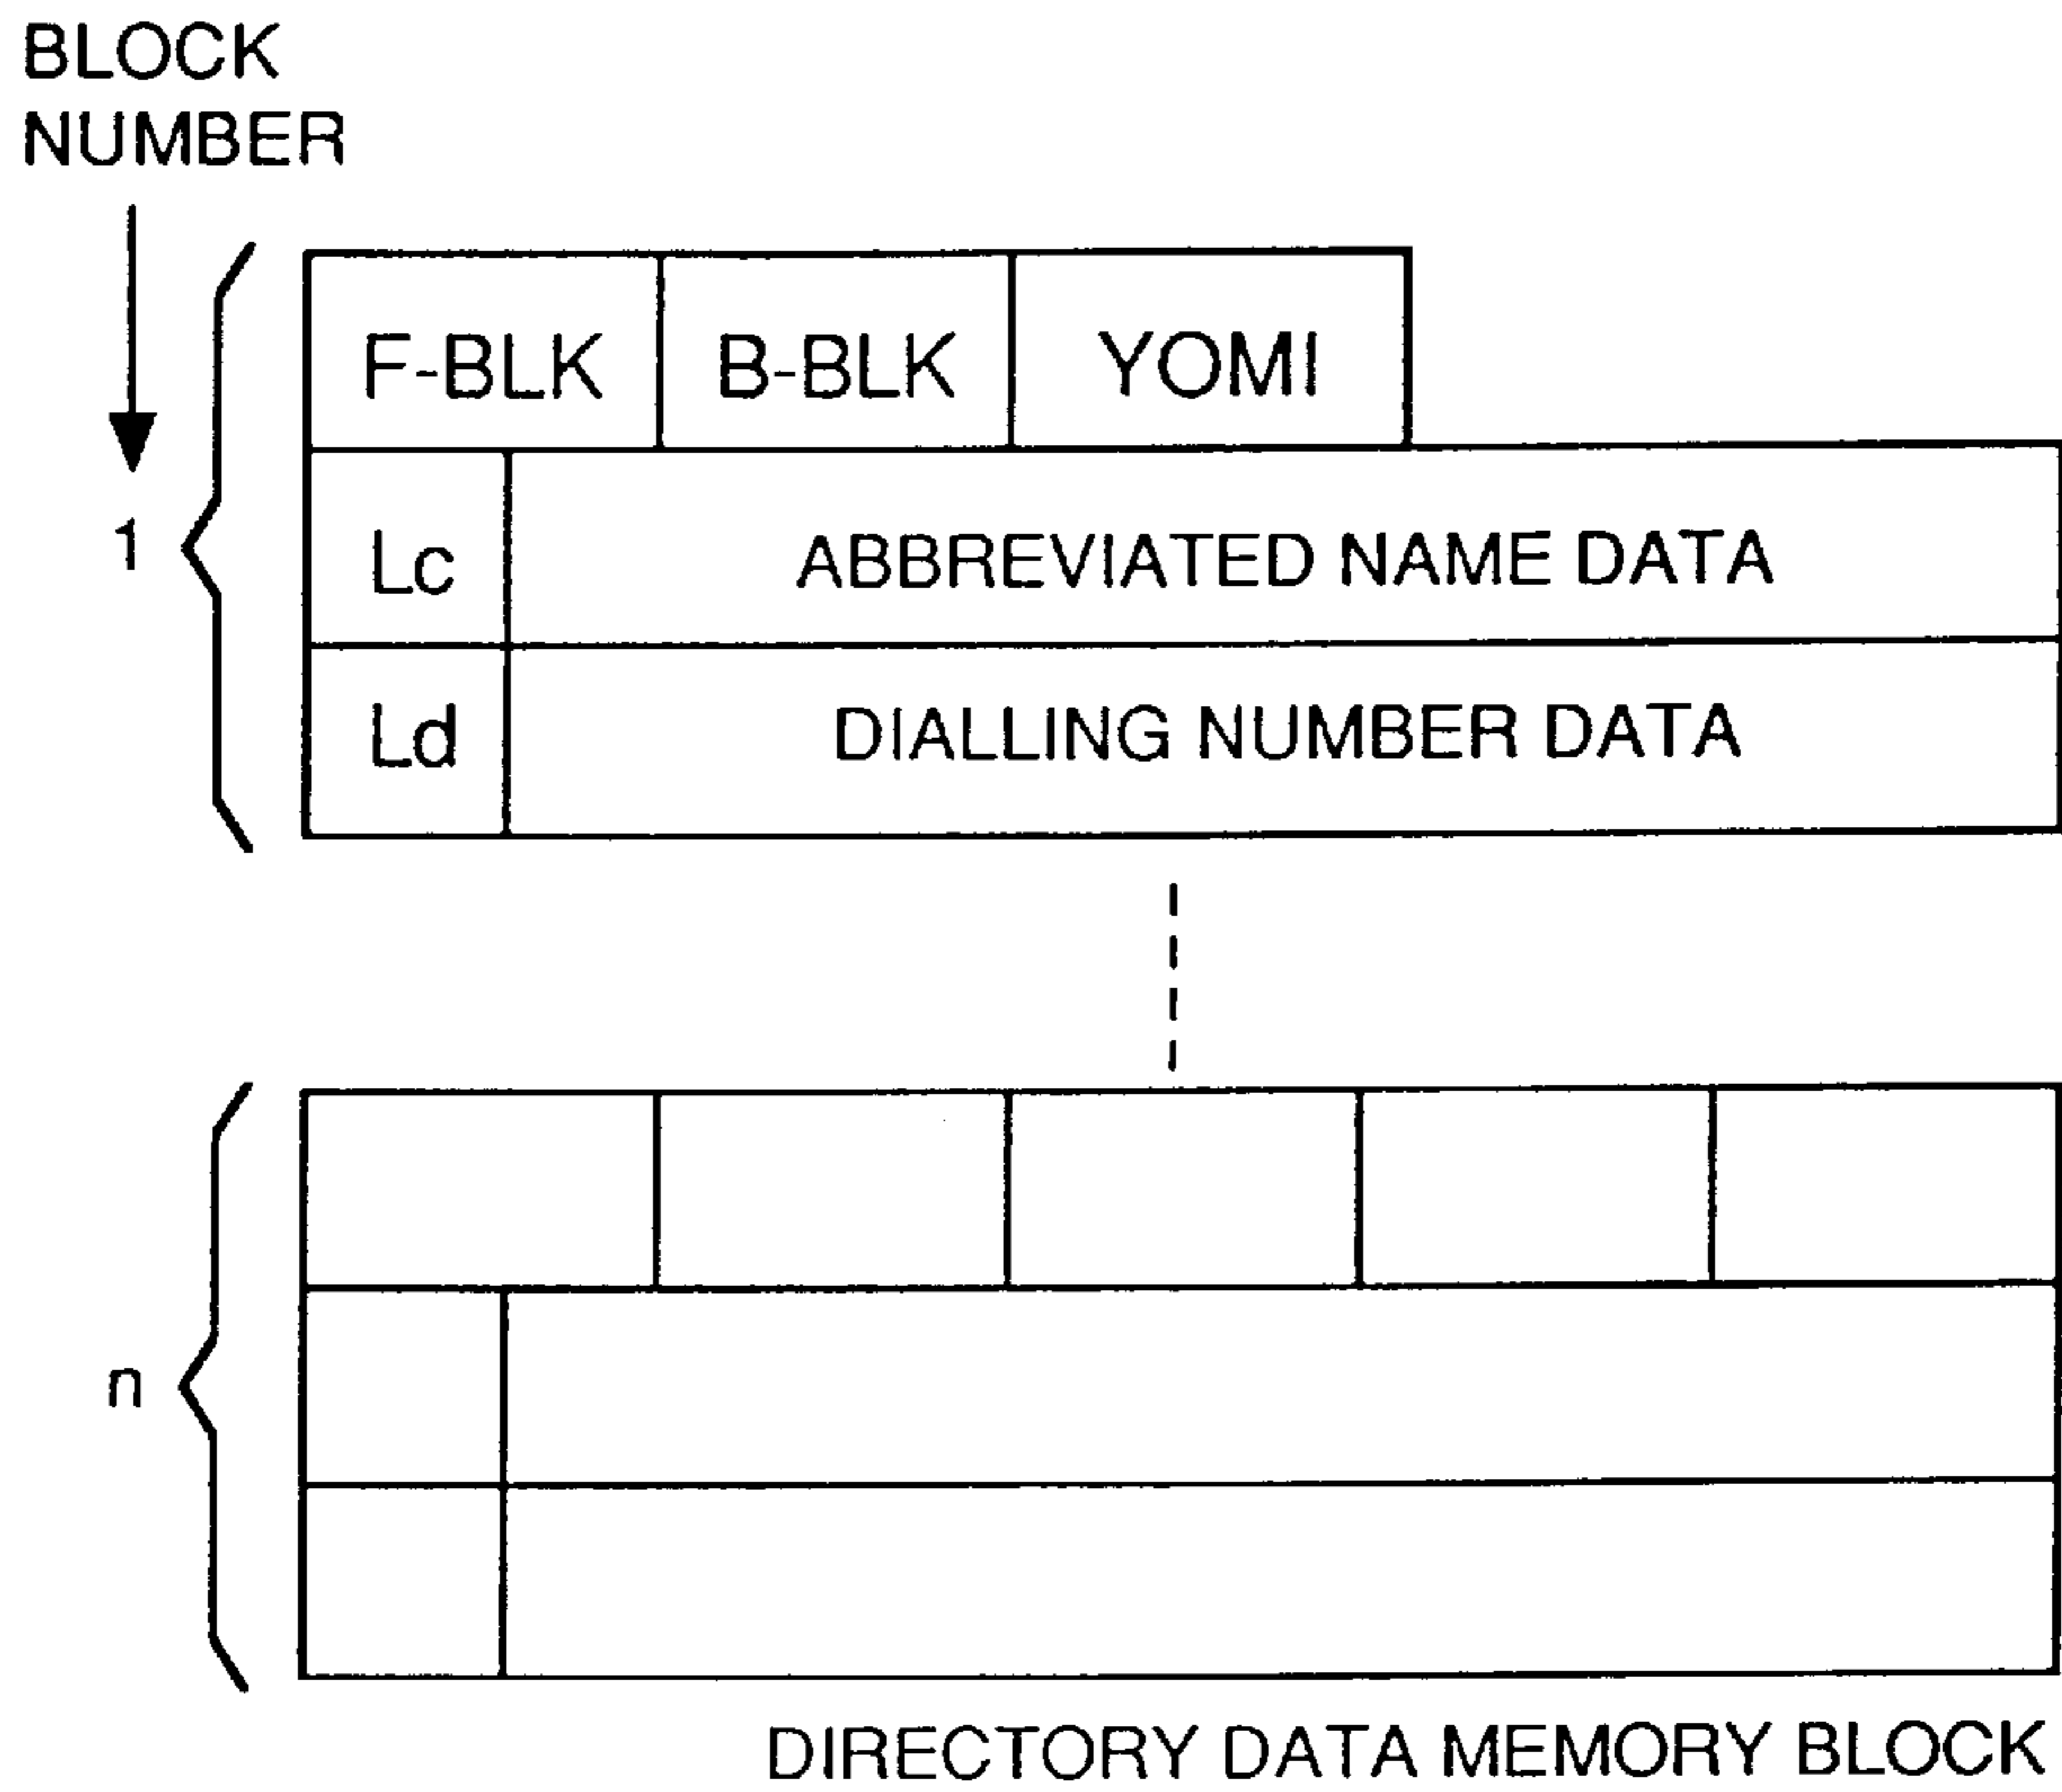 BLOCK
NUMBER
F-BLK B-BLK YOMI
1
Lc ABBREVIATED NAME DATA
Ld DIALLING NUMBER DATA
n
DIRECTORY DATA MEMORY BLOCK